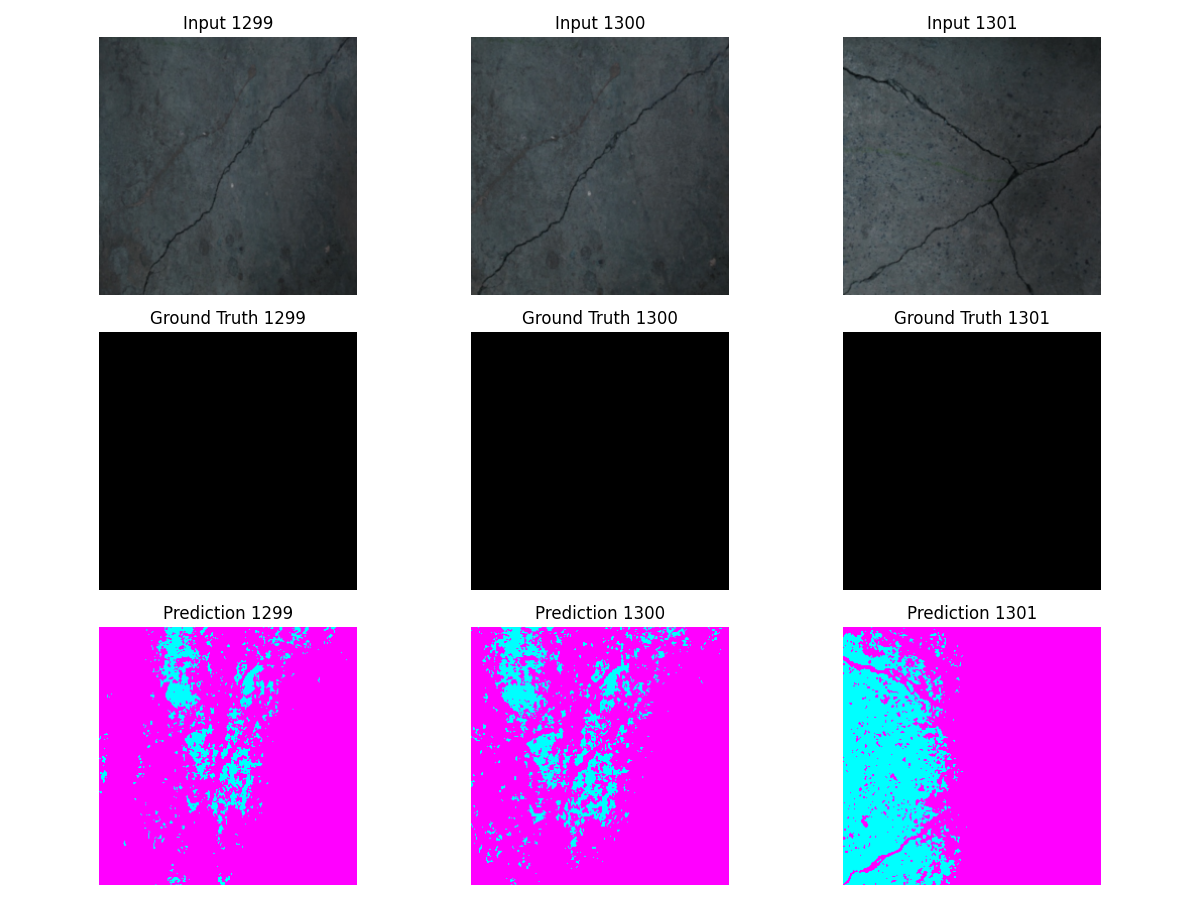 Input 1299
Input 1300
Input 1301
Ground Truth 1299
Ground Truth 1300
Ground Truth 1301
Prediction 1299
Prediction 1300
Prediction 1301